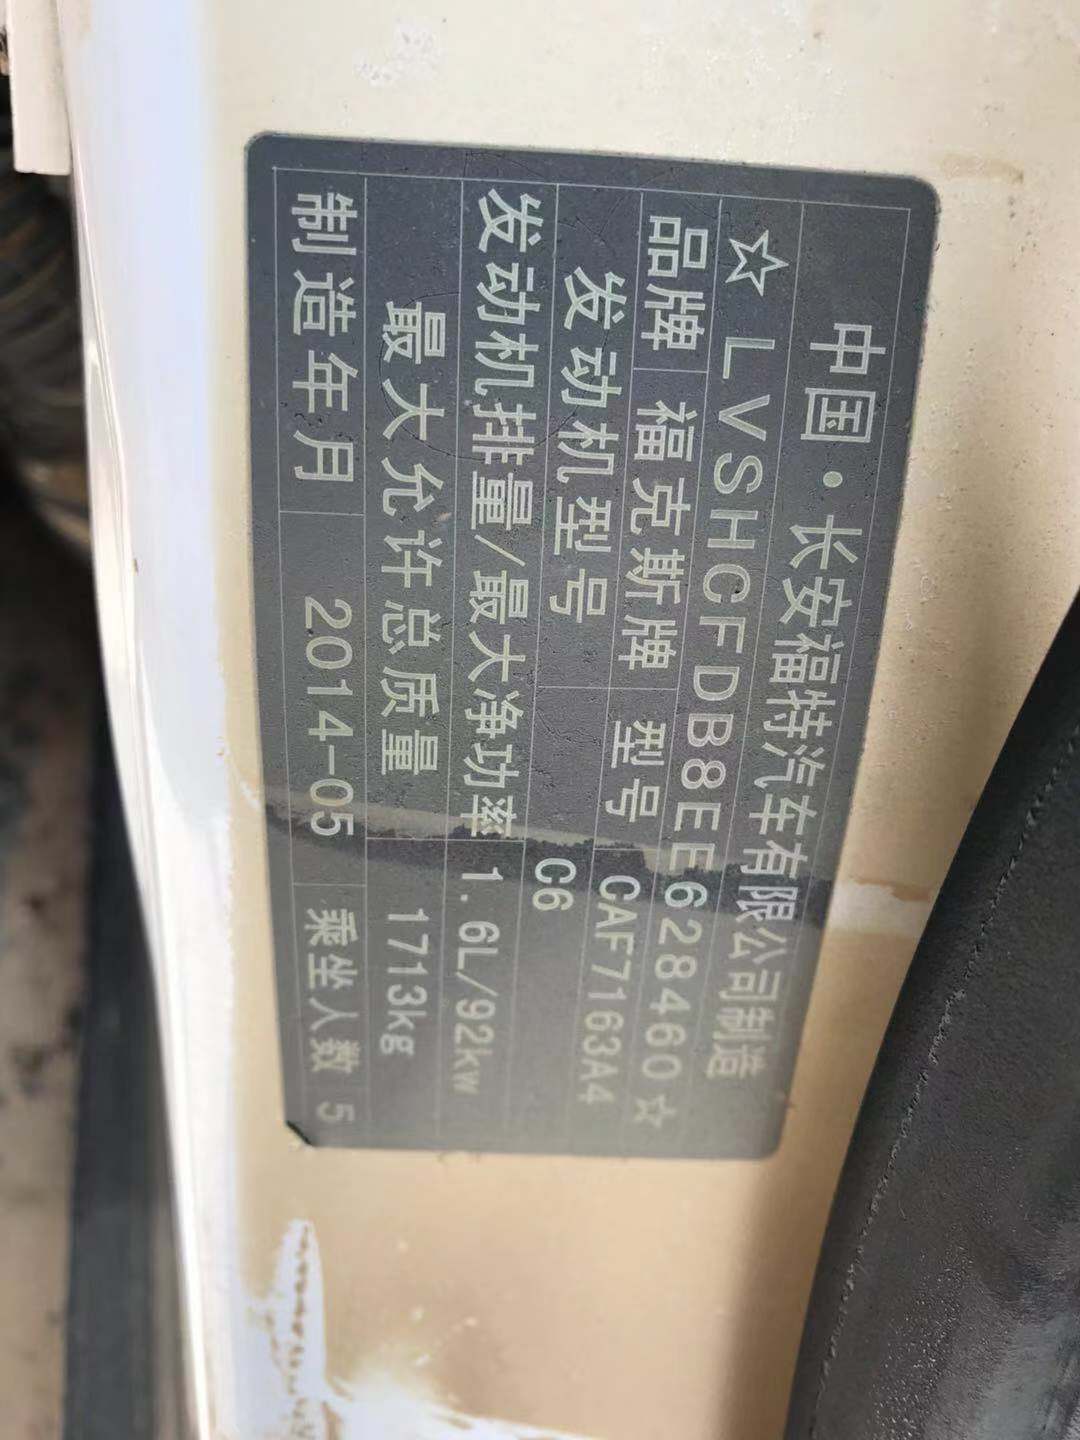 中国·长安福特汽车有限公司制造
☆LVSHCFDB8EE628460☆
品牌 福克斯牌 型号 CAF7163A4
发动机型号 C6
发动机排量/最大净功率 1.6L/92kw
最大允许总质量 1713kg
制造年月 2014-05 乘坐人数 5